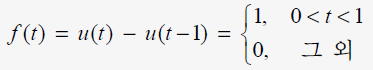 f(t) = u(t) − u(t−1) = { 1, 0 < t < 1
0, 그 외